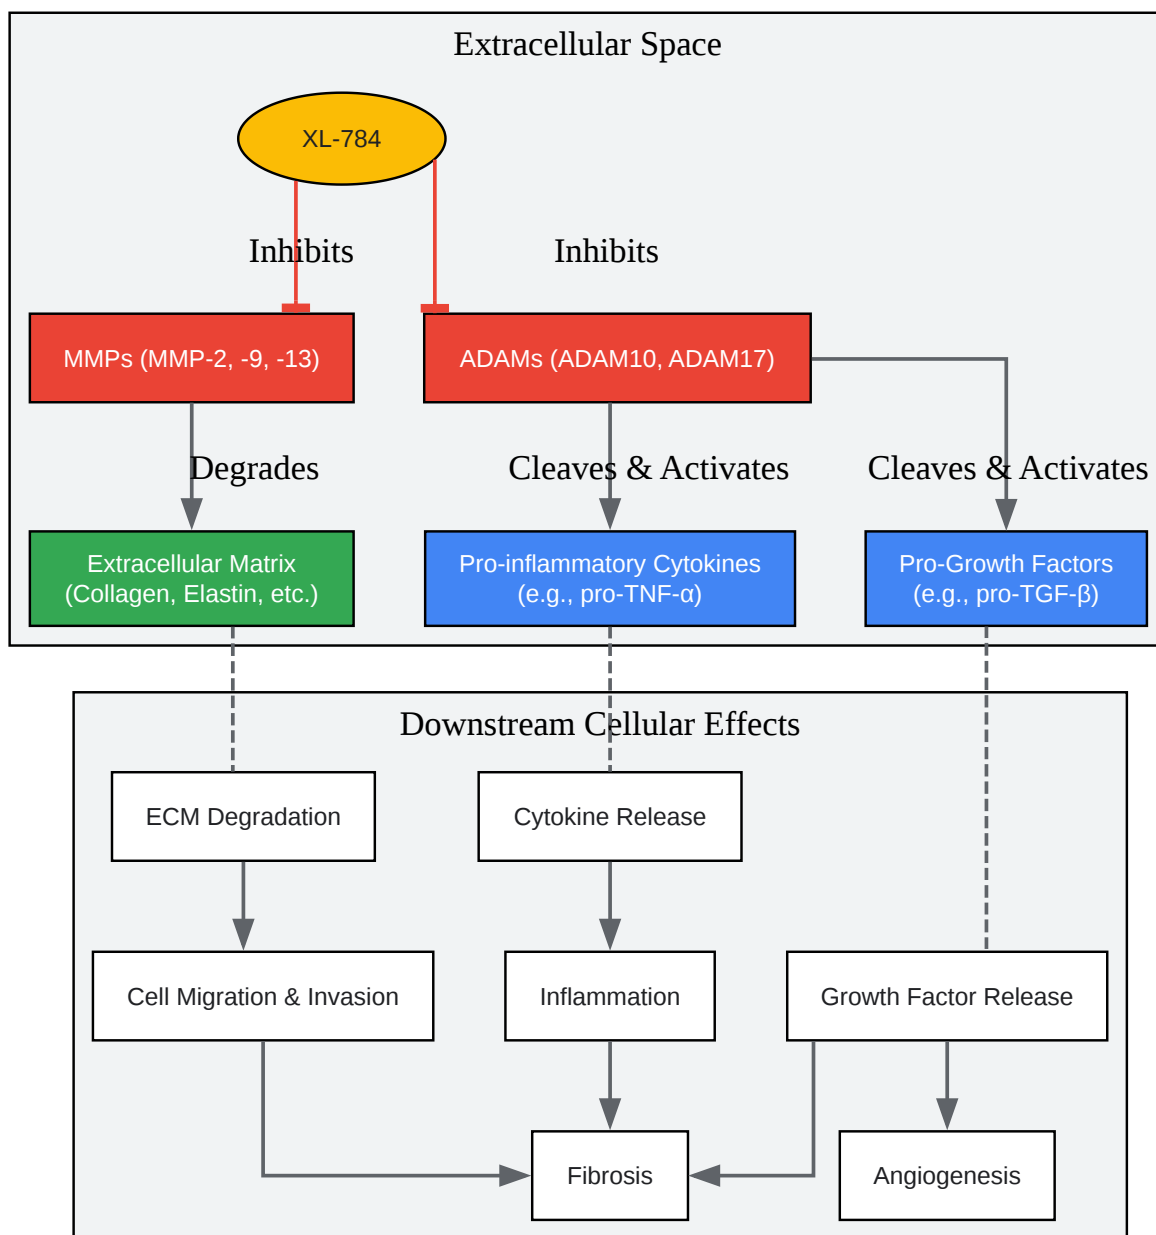 Extracellular Space
XL-784
Inhibits
Inhibits
MMPs (MMP-2, -9, -13)
ADAMs (ADAM10, ADAM17)
Degrades
Cleaves & Activates
Cleaves & Activates
Extracellular Matrix
(Collagen, Elastin, etc.)
Pro-inflammatory Cytokines
(e.g., pro-TNF-α)
Pro-Growth Factors
(e.g., pro-TGF-β)
Downstream Cellular Effects
ECM Degradation
Cytokine Release
Cell Migration & Invasion
Inflammation
Growth Factor Release
Fibrosis
Angiogenesis